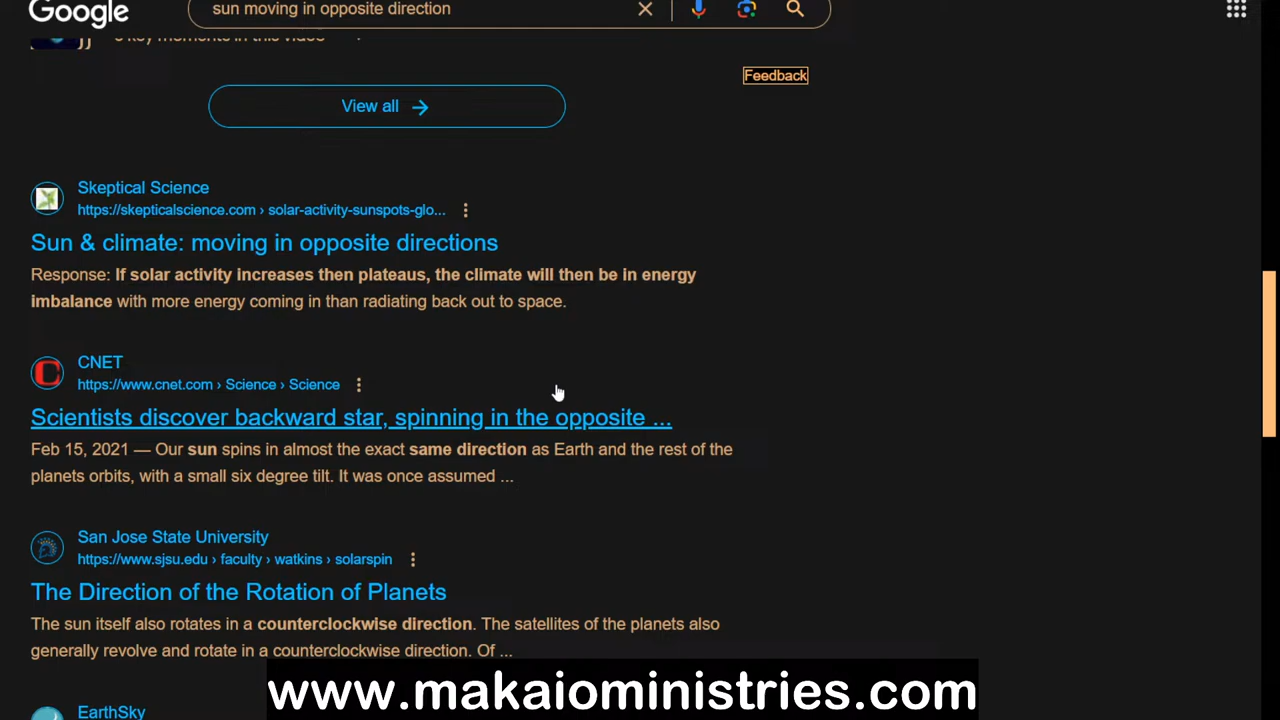 Google
sun moving in opposite direction
key moments in this video
Feedback
View all →
Skeptical Science
https://skepticalscience.com › solar-activity-sunspots-glo...
Sun & climate: moving in opposite directions
Response: If solar activity increases then plateaus, the climate will then be in energy
imbalance with more energy coming in than radiating back out to space.
CNET
https://www.cnet.com › Science › Science
Scientists discover backward star, spinning in the opposite ...
Feb 15, 2021 — Our sun spins in almost the exact same direction as Earth and the rest of the
planets orbits, with a small six degree tilt. It was once assumed ...
San Jose State University
https://www.sjsu.edu › faculty › watkins › solarspin
The Direction of the Rotation of Planets
The sun itself also rotates in a counterclockwise direction. The satellites of the planets also
generally revolve and rotate in a counterclockwise direction. Of ...
www.makaioministries.com
EarthSky